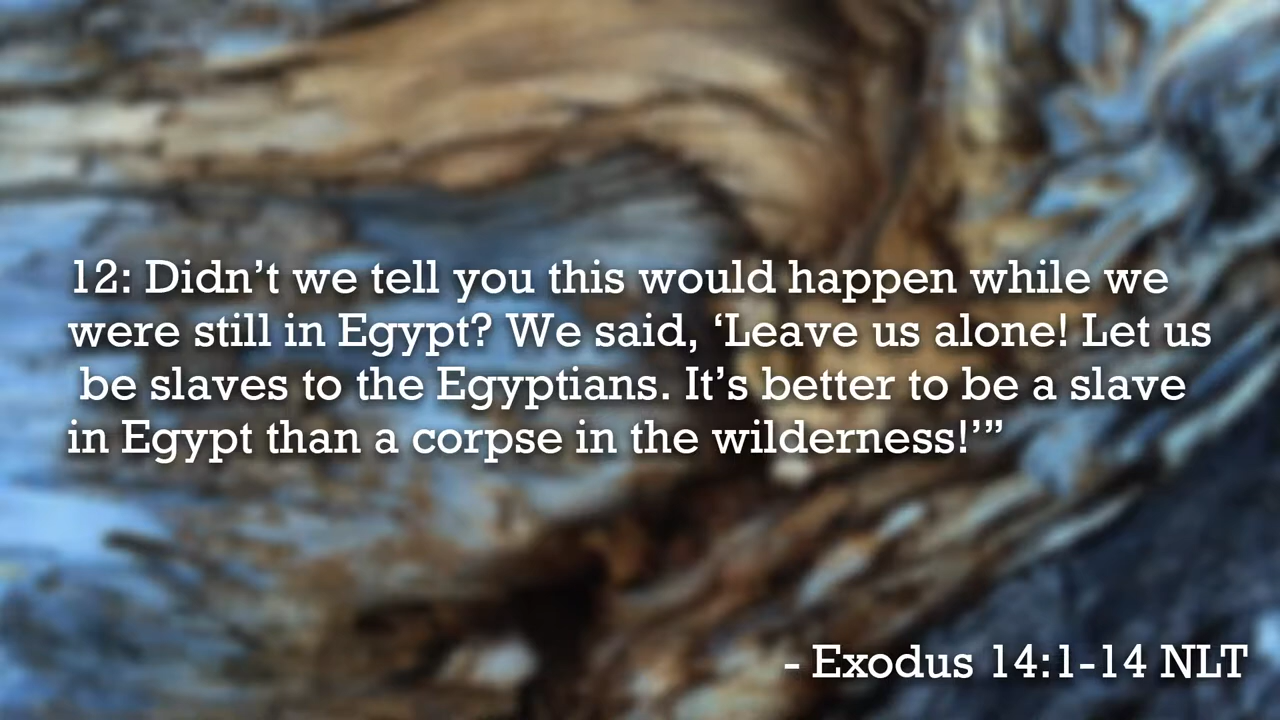 12: Didn’t we tell you this would happen while we
were still in Egypt? We said, ‘Leave us alone! Let us
be slaves to the Egyptians. It’s better to be a slave
in Egypt than a corpse in the wilderness!’”
- Exodus 14:1-14 NLT